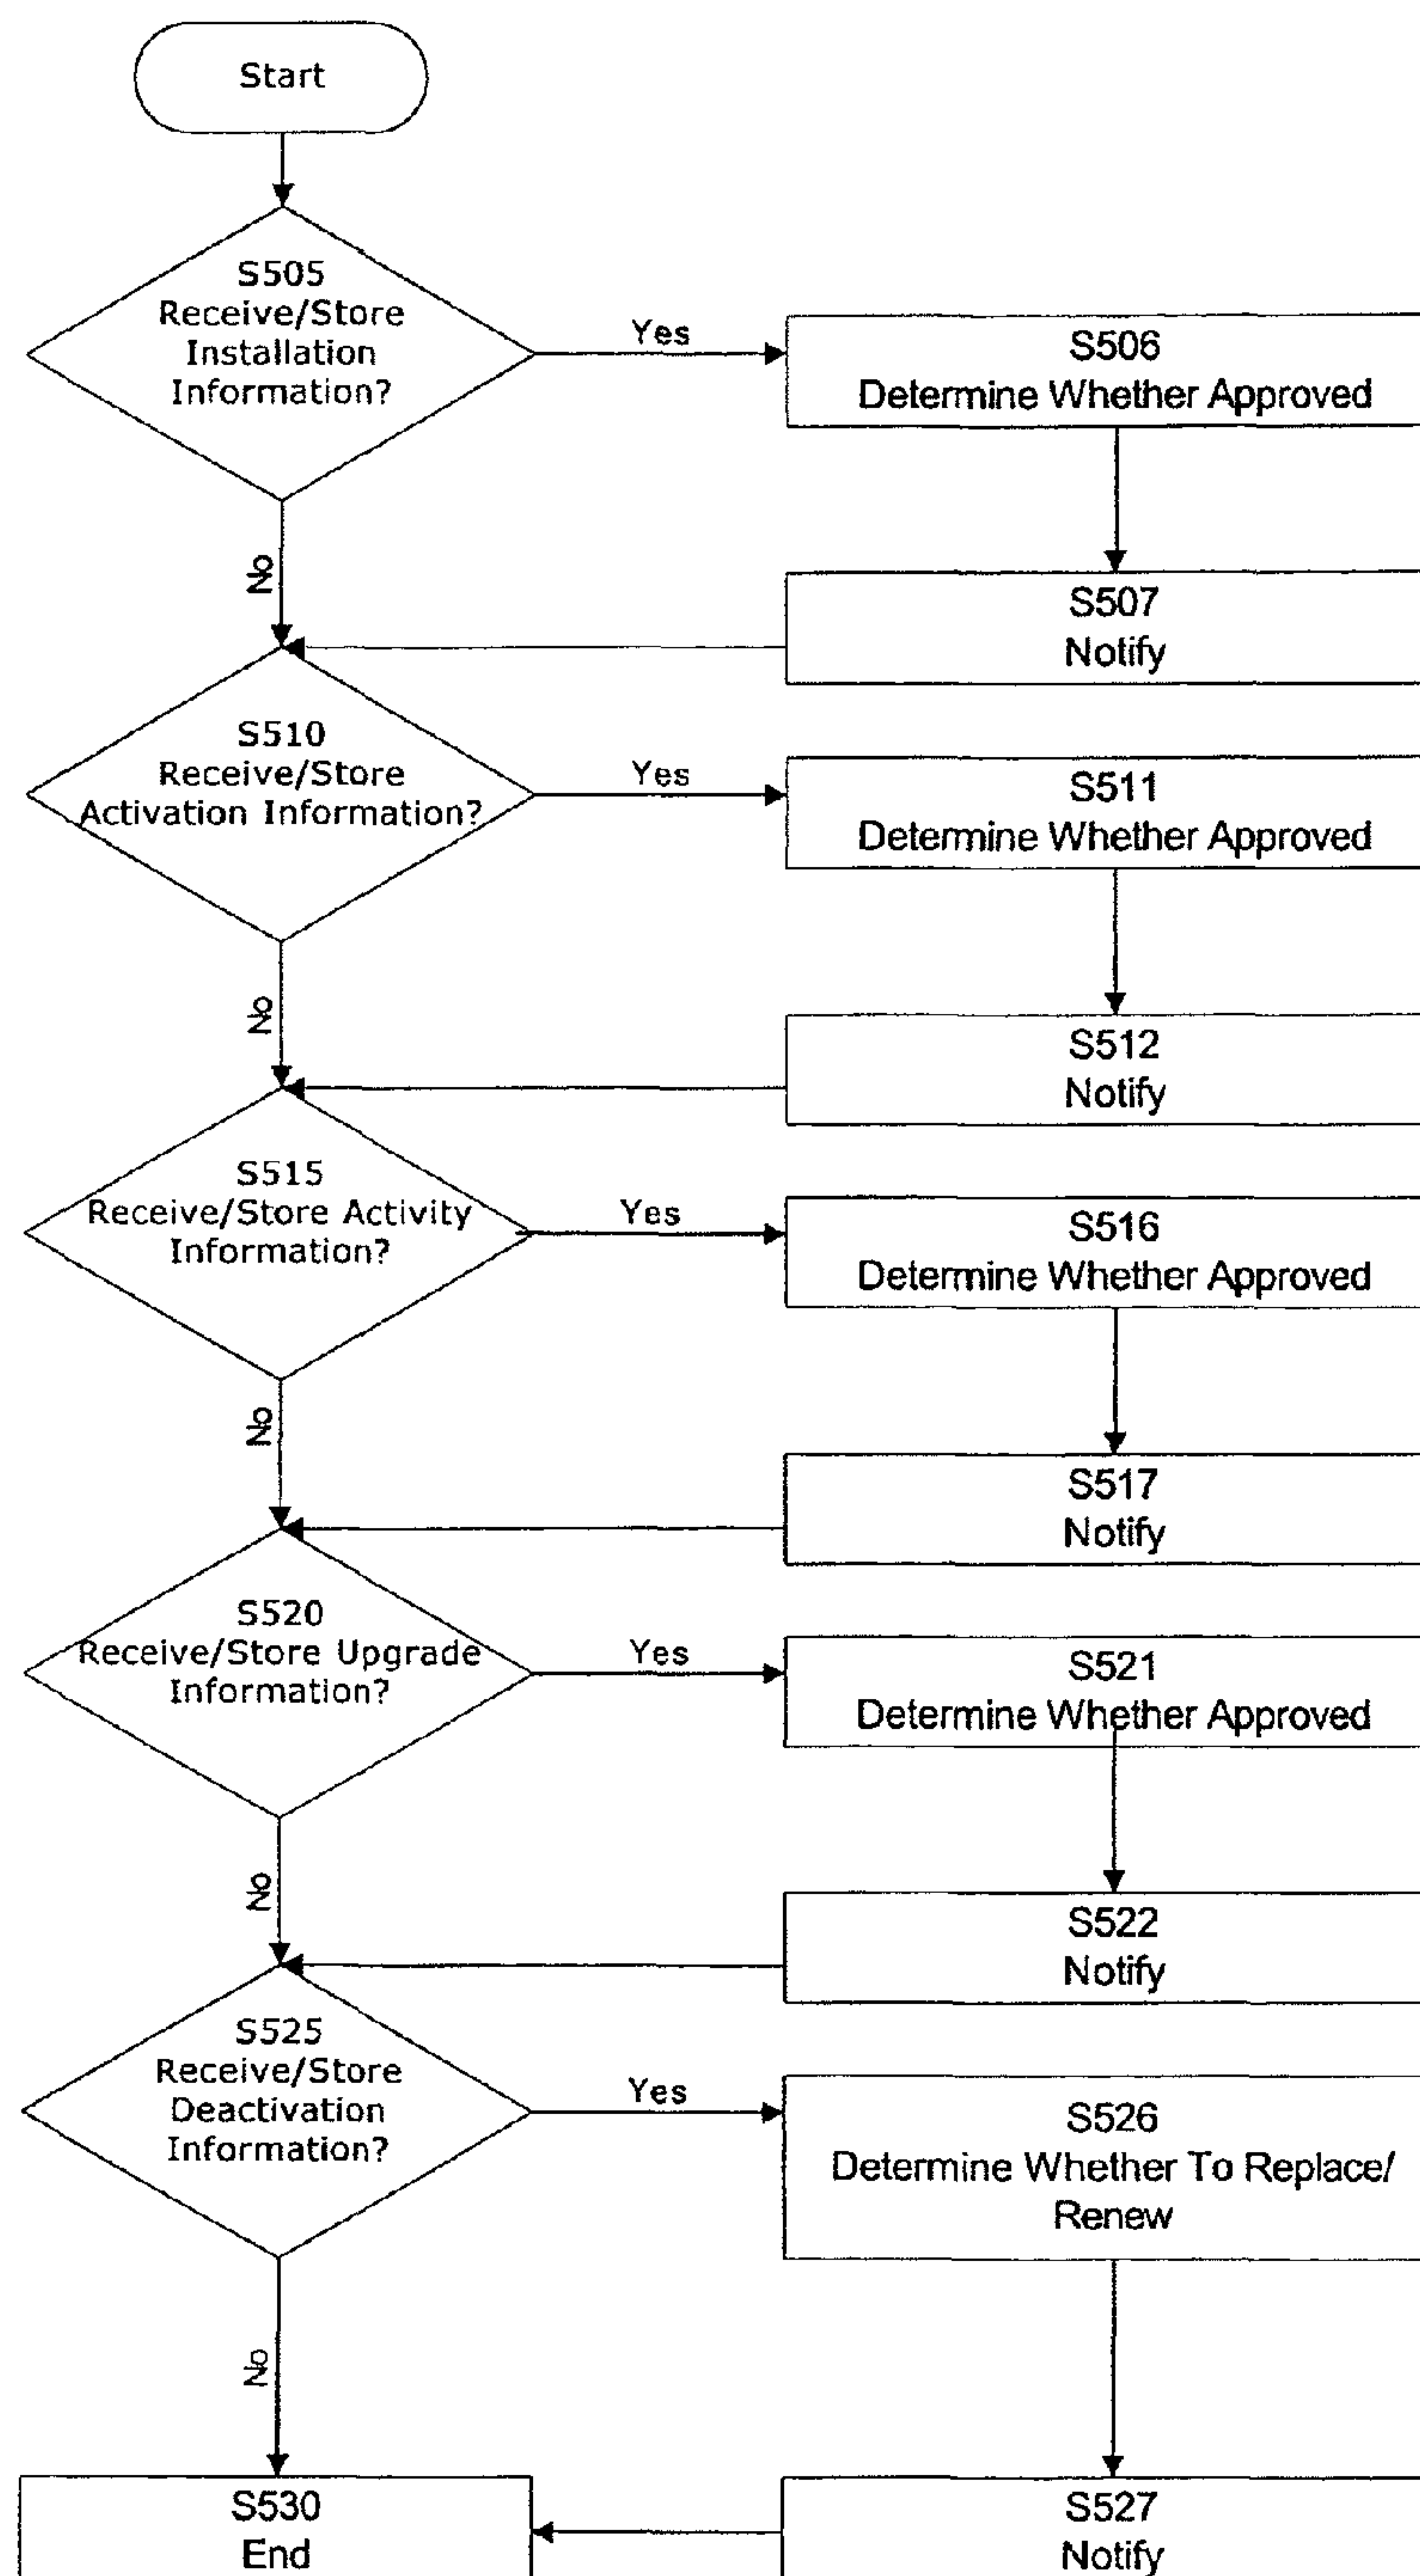 Start
S505
Receive/Store
Installation
Information?
Yes
S506
Determine Whether Approved
No
S507
Notify
S510
Receive/Store
Activation Information?
Yes
S511
Determine Whether Approved
No
S512
Notify
S515
Receive/Store Activity
Information?
Yes
S516
Determine Whether Approved
No
S517
Notify
S520
Receive/Store Upgrade
Information?
Yes
S521
Determine Whether Approved
No
S522
Notify
S525
Receive/Store
Deactivation
Information?
Yes
S526
Determine Whether To Replace/
Renew
No
S530
End
S527
Notify